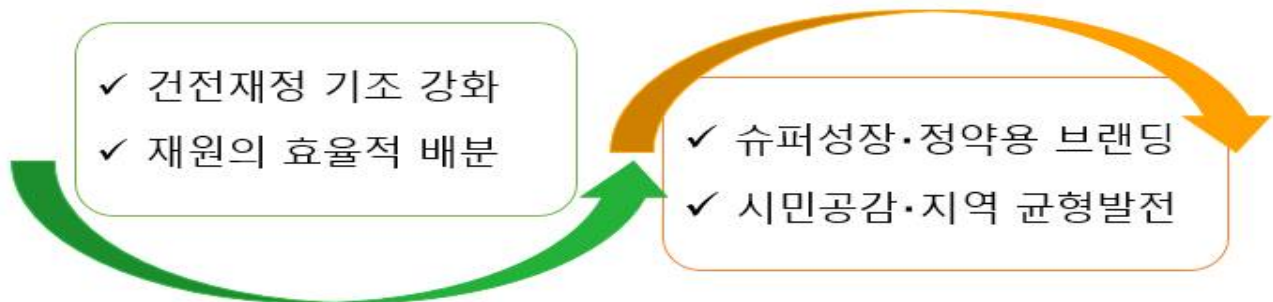 ✓ 건전재정 기조 강화
✓ 재원의 효율적 배분
✓ 슈퍼성장·정약용 브랜딩
✓ 시민공감·지역 균형발전